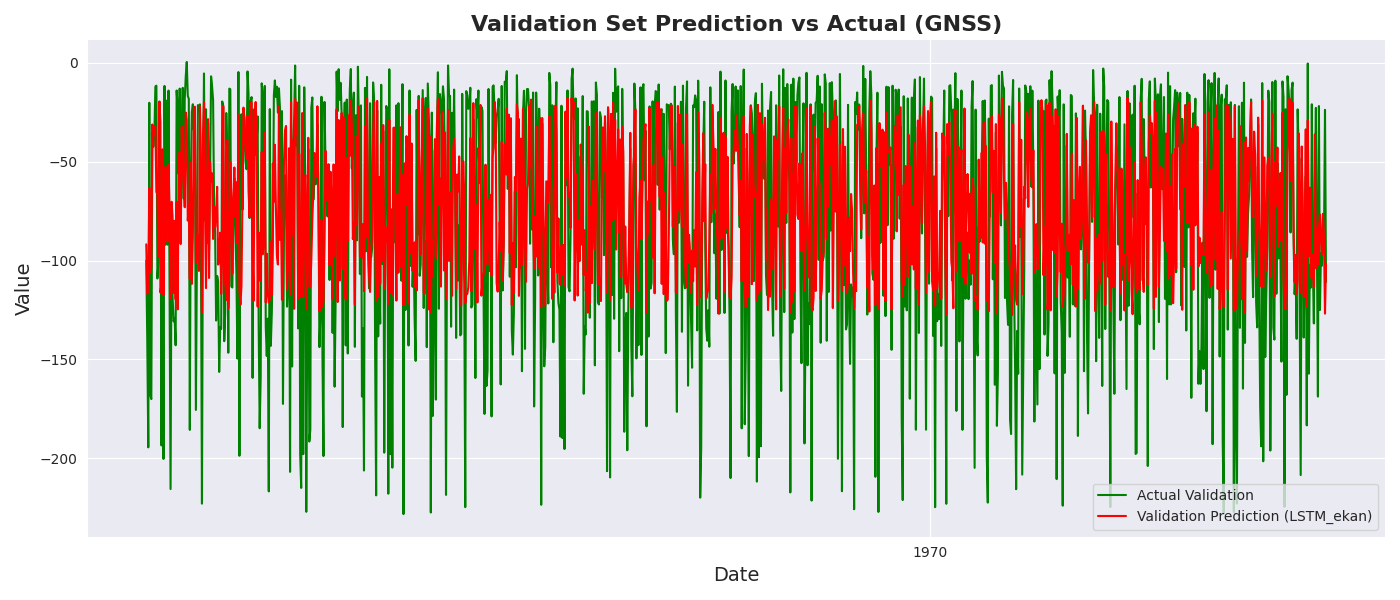 Validation Set Prediction vs Actual (GNSS)
Value
0
−50
−100
−150
−200
Actual Validation
Validation Prediction (LSTM_ekan)
1970
Date